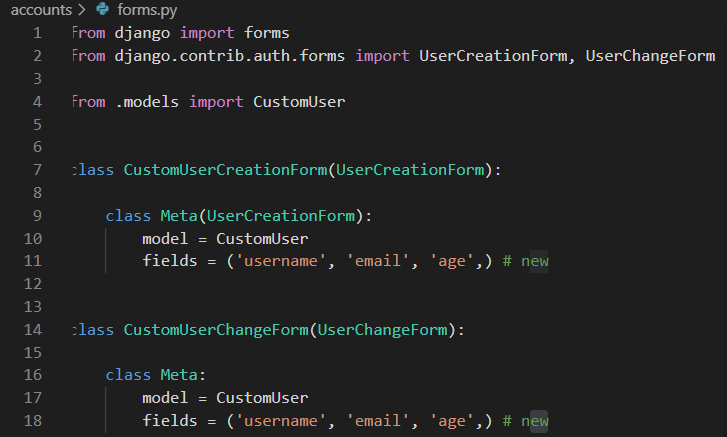 accounts > forms.py
1 from django import forms
2 from django.contrib.auth.forms import UserCreationForm, UserChangeForm
3
4 from .models import CustomUser
5
6
7 class CustomUserCreationForm(UserCreationForm):
8
9     class Meta(UserCreationForm):
10         model = CustomUser
11         fields = ('username', 'email', 'age',) # new
12
13
14 class CustomUserChangeForm(UserChangeForm):
15
16     class Meta:
17         model = CustomUser
18         fields = ('username', 'email', 'age',) # new